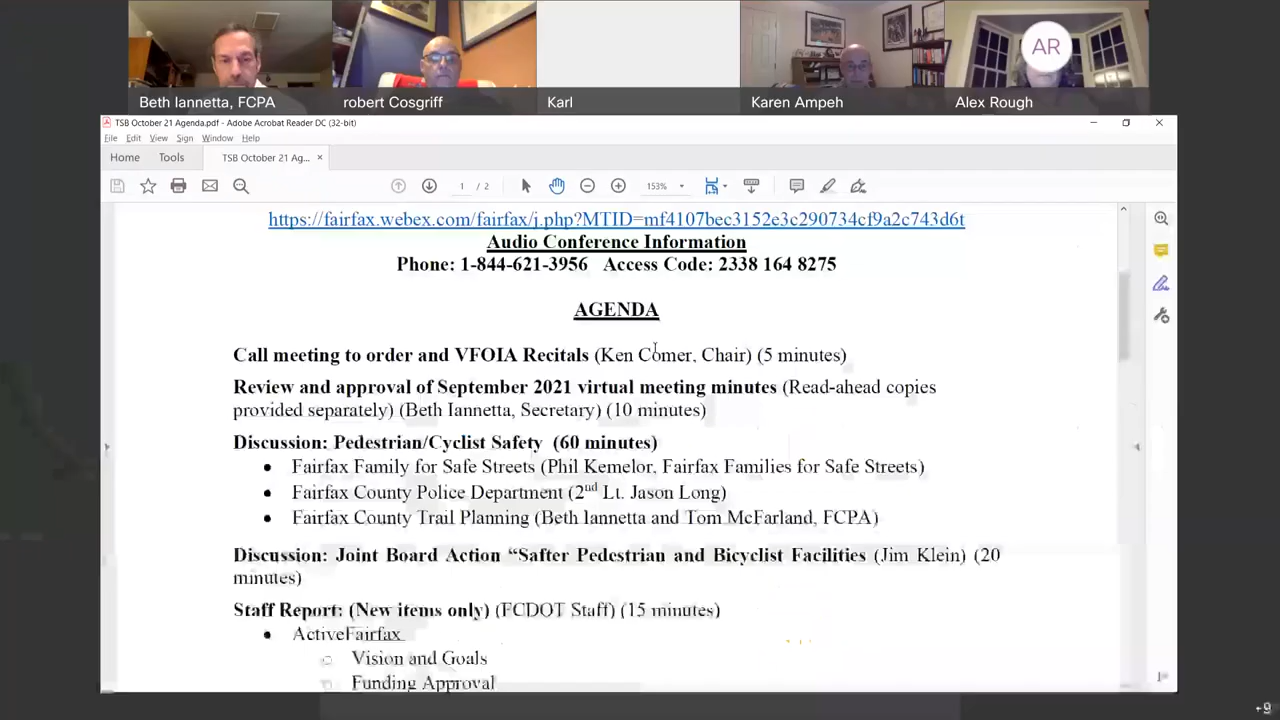 AR
Beth Iannetta, FCPA
robert Cosgriff
Karl
Karen Ampeh
Alex Rough
TSB October 21 Agenda.pdf - Adobe Acrobat Reader DC (32-bit)
File Edit View Sign Window Help
Home Tools TSB October 21 Ag... ×
1 / 2 153%
https://fairfax.webex.com/fairfax/j.php?MTID=mf4107bec3152e3c290734cf9a2c743d6t
Audio Conference Information
Phone: 1-844-621-3956 Access Code: 2338 164 8275
AGENDA
Call meeting to order and VFOIA Recitals (Ken Comer, Chair) (5 minutes)
Review and approval of September 2021 virtual meeting minutes (Read-ahead copies
provided separately) (Beth Iannetta, Secretary) (10 minutes)
Discussion: Pedestrian/Cyclist Safety (60 minutes)
• Fairfax Family for Safe Streets (Phil Kemelor, Fairfax Families for Safe Streets)
• Fairfax County Police Department (2nd Lt. Jason Long)
• Fairfax County Trail Planning (Beth Iannetta and Tom McFarland, FCPA)
Discussion: Joint Board Action “Safter Pedestrian and Bicyclist Facilities (Jim Klein) (20
minutes)
Staff Report: (New items only) (FCDOT Staff) (15 minutes)
• ActiveFairfax
Vision and Goals
Funding Approval
+9